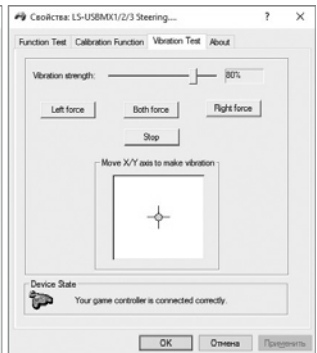 Свойства: LS-USBMX1/2/3 Steering....
Function Test Calibration Function Vibration Test About
Vibration strength: 80%
Left force Both force Right force
Stop
Move X/Y axis to make vibration
Device State
Your game controller is connected correctly.
OK Отмена Применить